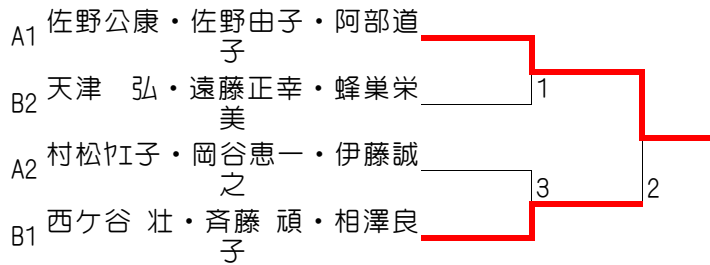 A1 佐野公康・佐野由子・阿部道
子
B2 天津　弘・遠藤正幸・蜂巣栄
美
1
A2 村松ﾔｴ子・岡谷恵一・伊藤誠
之
3
2
B1 西ケ谷 壮・斉藤 頑・相澤良
子